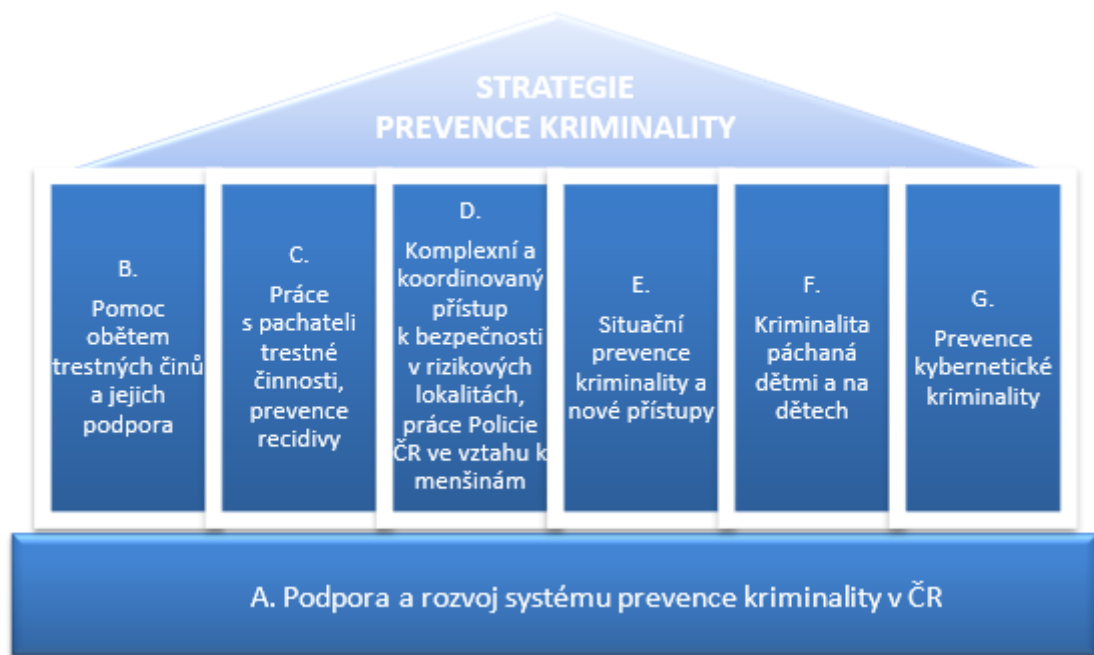 STRATEGIE
PREVENCE KRIMINALITY
B.
Pomoc
obětem
trestných činů
a jejich
podpora
C.
Práce
s pachateli
trestné
činnosti,
prevence
recidivy
D.
Komplexní a
koordinovaný
přístup
k bezpečnosti
v rizikových
lokalitách,
práce Policie
ČR ve vztahu k
menšinám
E.
Situační
prevence
kriminality a
nové přístupy
F.
Kriminalita
páchaná
dětmi a na
dětech
G.
Prevence
kybernetické
kriminality
A. Podpora a rozvoj systému prevence kriminality v ČR